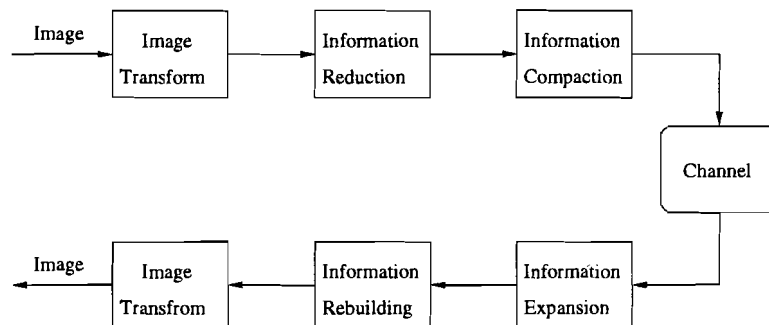 Image
Image
Transform
Information
Reduction
Information
Compaction
Channel
Image
Image
Transfrom
Information
Rebuilding
Information
Expansion